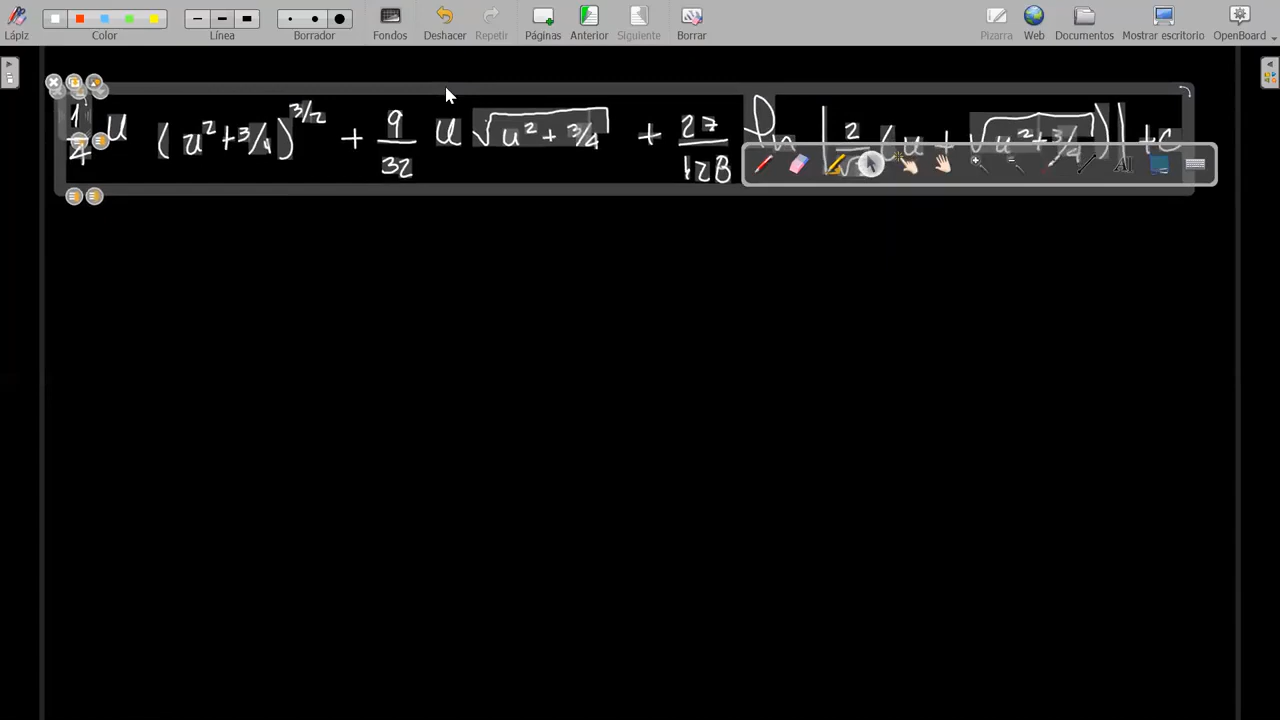 Lápiz Color Línea Borrador Fondos Deshacer Repetir Páginas Anterior Siguiente Borrar Pizarra Web Documentos Mostrar escritorio OpenBoard
1/4 u (u² + 3/4)^3/2 + 9/32 u √(u² + 3/4) + 27/128 ln |2/√ (u + √(u² + 3/4))| + c